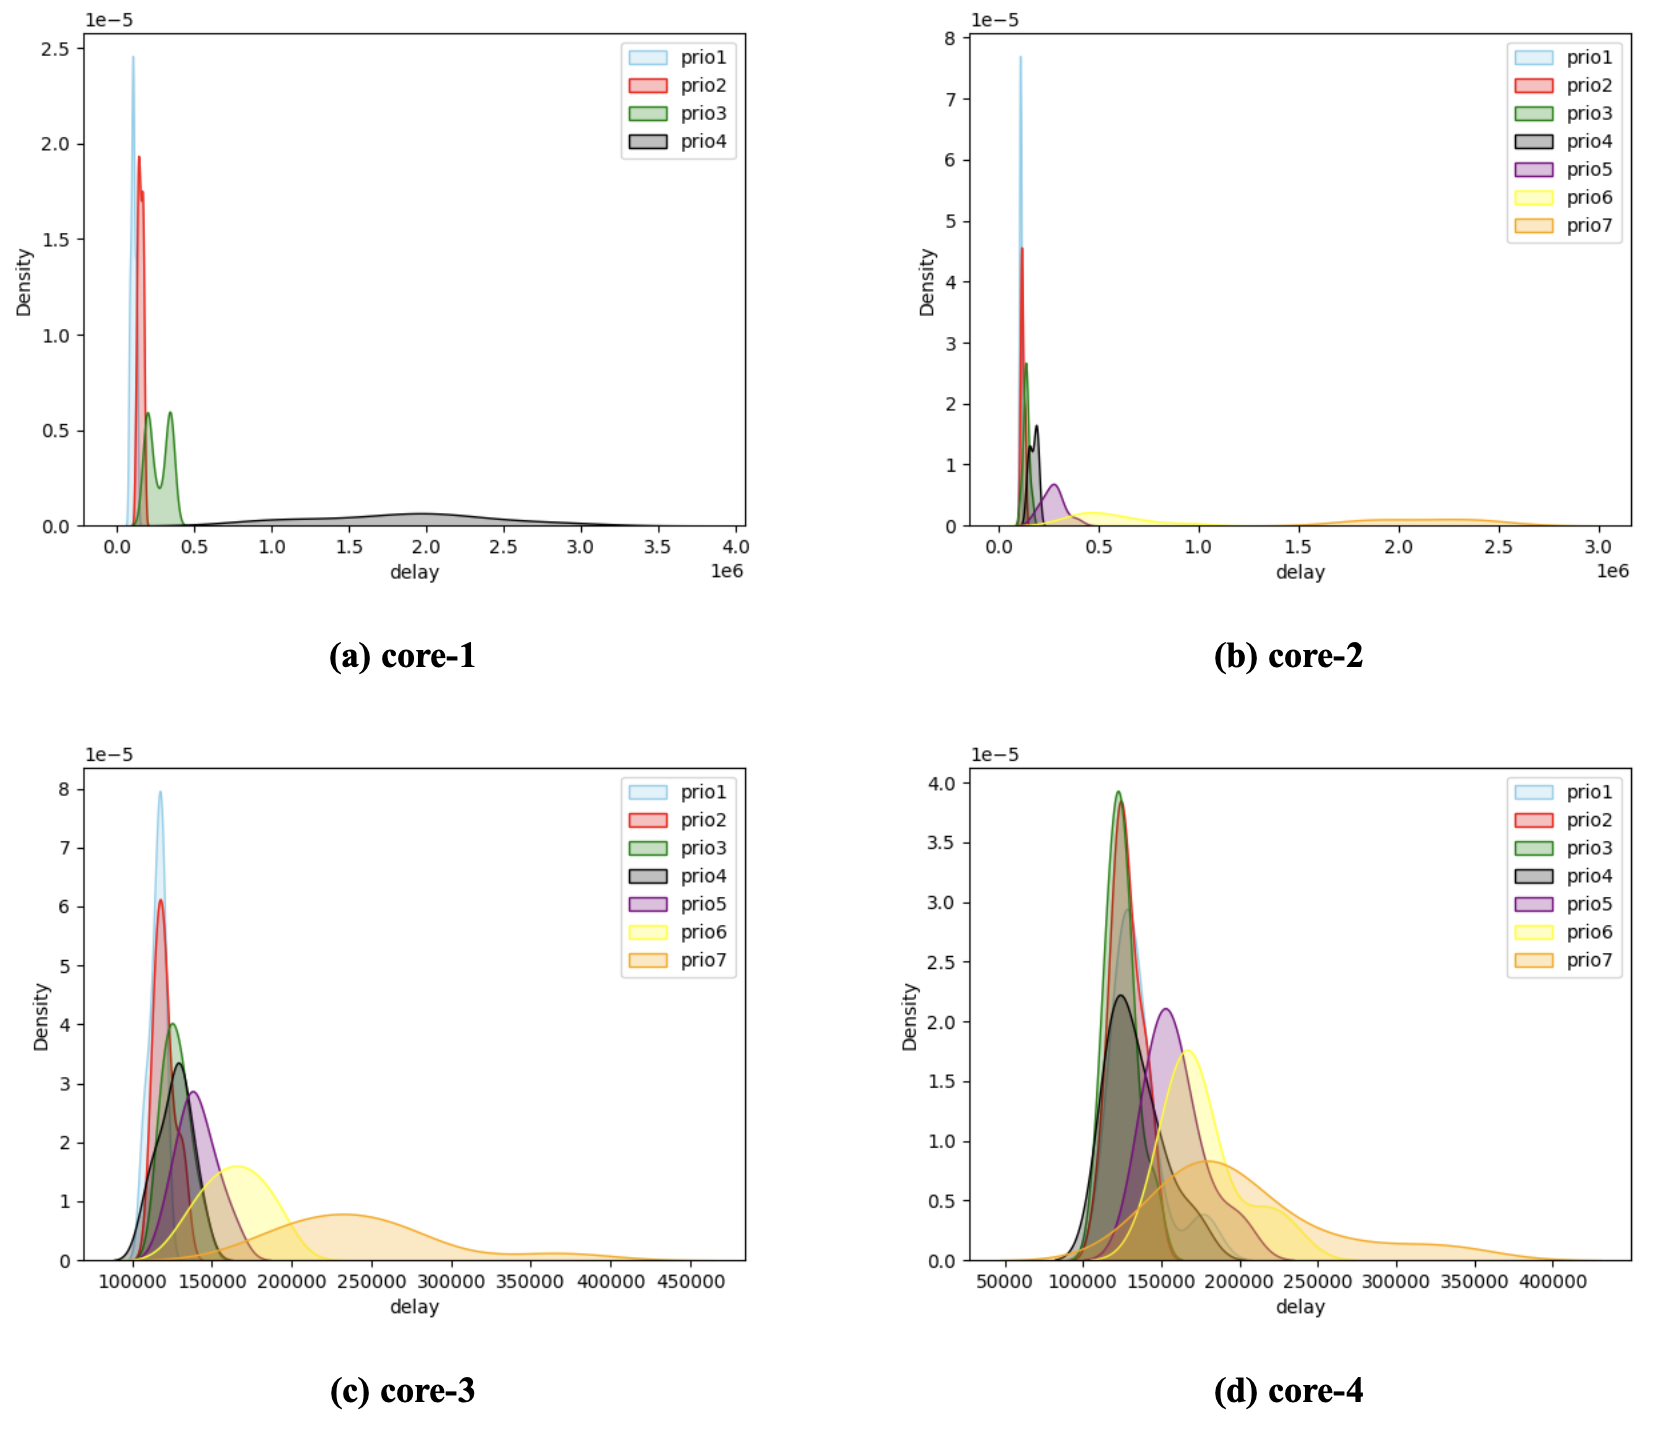 1e−5
2.5
2.0
1.5
1.0
0.5
0.0
Density
prio1
prio2
prio3
prio4
0.0 0.5 1.0 1.5 2.0 2.5 3.0 3.5 4.0
1e6
delay
(a) core-1
1e−5
8
7
6
5
4
3
2
1
0
Density
prio1
prio2
prio3
prio4
prio5
prio6
prio7
0.0 0.5 1.0 1.5 2.0 2.5 3.0
1e6
delay
(b) core-2
1e−5
8
7
6
5
4
3
2
1
0
Density
prio1
prio2
prio3
prio4
prio5
prio6
prio7
100000 150000 200000 250000 300000 350000 400000 450000
delay
(c) core-3
1e−5
4.0
3.5
3.0
2.5
2.0
1.5
1.0
0.5
0.0
Density
prio1
prio2
prio3
prio4
prio5
prio6
prio7
50000 100000 150000 200000 250000 300000 350000 400000
delay
(d) core-4